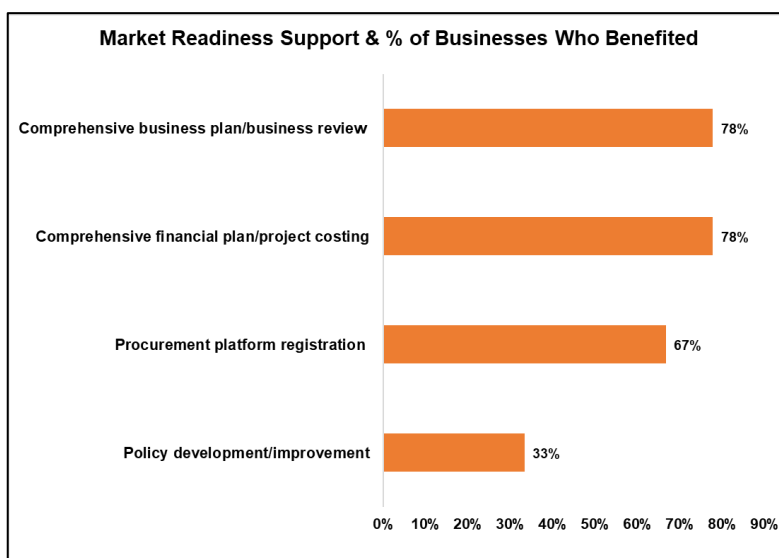 Market Readiness Support & % of Businesses Who Benefited
Comprehensive business plan/business review
78%
Comprehensive financial plan/project costing
78%
Procurement platform registration
67%
Policy development/improvement
33%
0% 10% 20% 30% 40% 50% 60% 70% 80% 90%